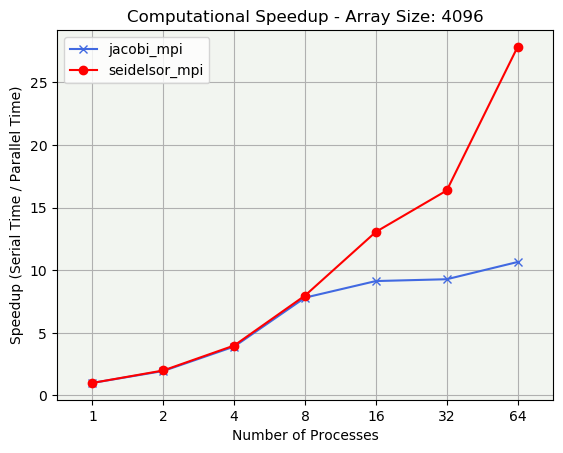 Computational Speedup - Array Size: 4096
jacobi_mpi
seidelsor_mpi
Speedup (Serial Time / Parallel Time)
25
20
15
10
5
0
1 2 4 8 16 32 64
Number of Processes